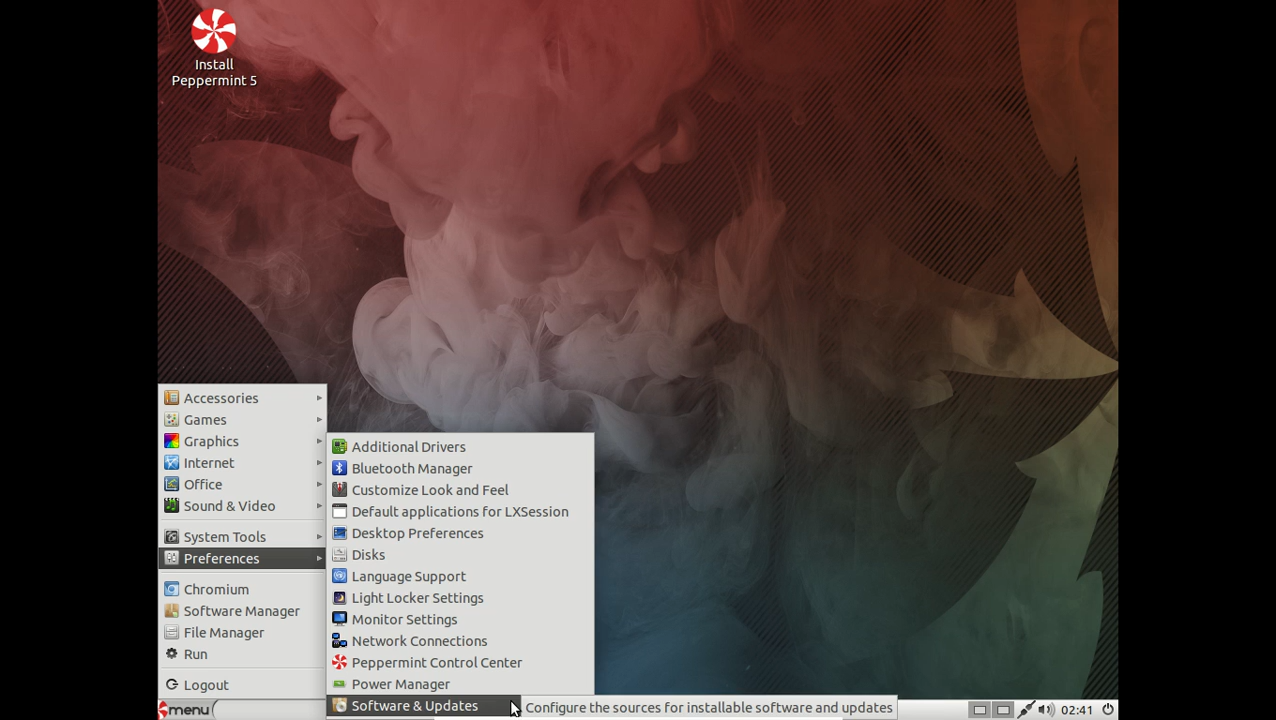 Install
Peppermint 5
Accessories
Games
Graphics
Internet
Office
Sound & Video
System Tools
Preferences
Chromium
Software Manager
File Manager
Run
Logout
Additional Drivers
Bluetooth Manager
Customize Look and Feel
Default applications for LXSession
Desktop Preferences
Disks
Language Support
Light Locker Settings
Monitor Settings
Network Connections
Peppermint Control Center
Power Manager
Software & Updates
Configure the sources for installable software and updates
menu
02:41